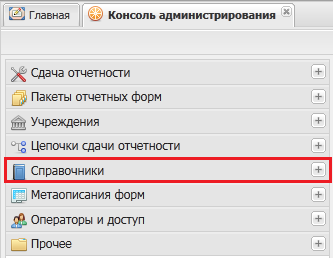 Главная Консоль администрирования
Сдача отчетности
Пакеты отчетных форм
Учреждения
Цепочки сдачи отчетности
Справочники
Метаописания форм
Операторы и доступ
Прочее